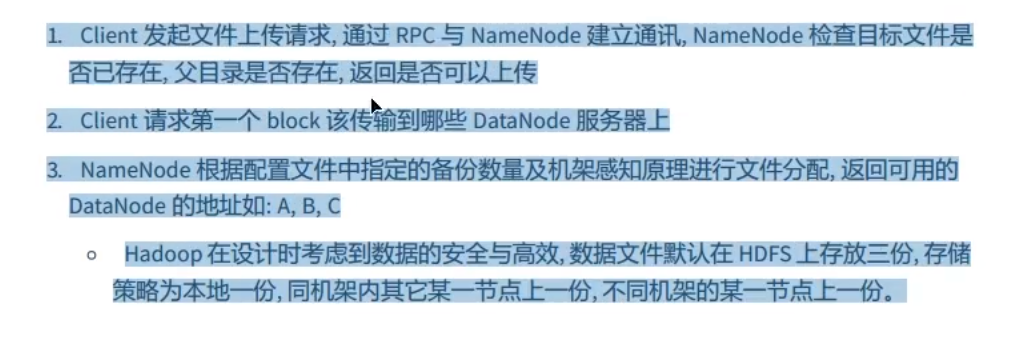 1. Client 发起文件上传请求, 通过 RPC 与 NameNode 建立通讯, NameNode 检查目标文件是
否已存在, 父目录是否存在, 返回是否可以上传
2. Client 请求第一个 block 该传输到哪些 DataNode 服务器上
3. NameNode 根据配置文件中指定的备份数量及机架感知原理进行文件分配, 返回可用的
DataNode 的地址如: A, B, C
○ Hadoop 在设计时考虑到数据的安全与高效, 数据文件默认在 HDFS 上存放三份, 存储
策略为本地一份, 同机架内其它某一节点上一份, 不同机架的某一节点上一份。